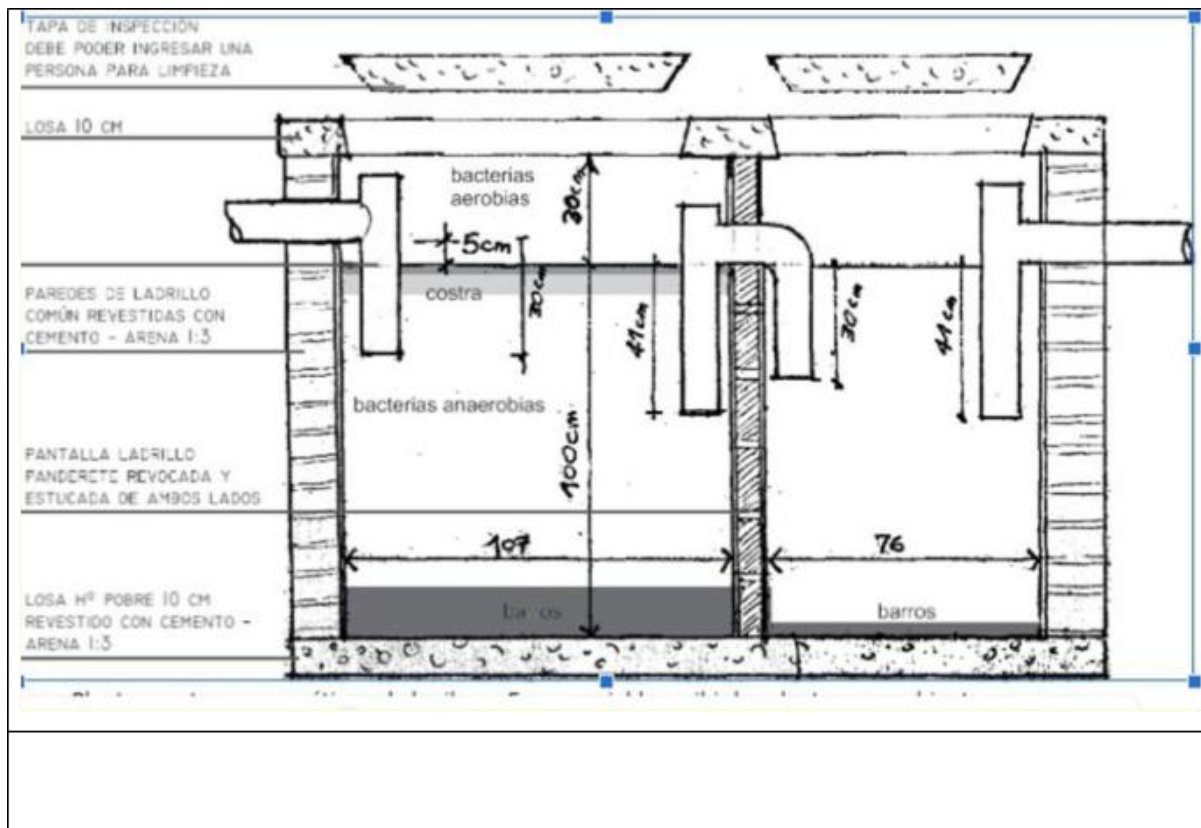 TAPA DE INSPECCIÓN
DEBE PODER INGRESAR UNA
PERSONA PARA LIMPIEZA
LOSA 10 CM
bacterias
aerobias
30cm
5cm
costra
30cm
41cm
30cm
41cm
PAREDES DE LADRILLO
COMÚN REVESTIDAS CON
CEMENTO - ARENA 1:3
bacterias anaerobias
100cm
PANTALLA LADRILLO
PANDERETE REVOCADA Y
ESTUCADA DE AMBOS LADOS
107
76
LOSA Hº POBRE 10 CM
REVESTIDO CON CEMENTO -
ARENA 1:3
barros
barros